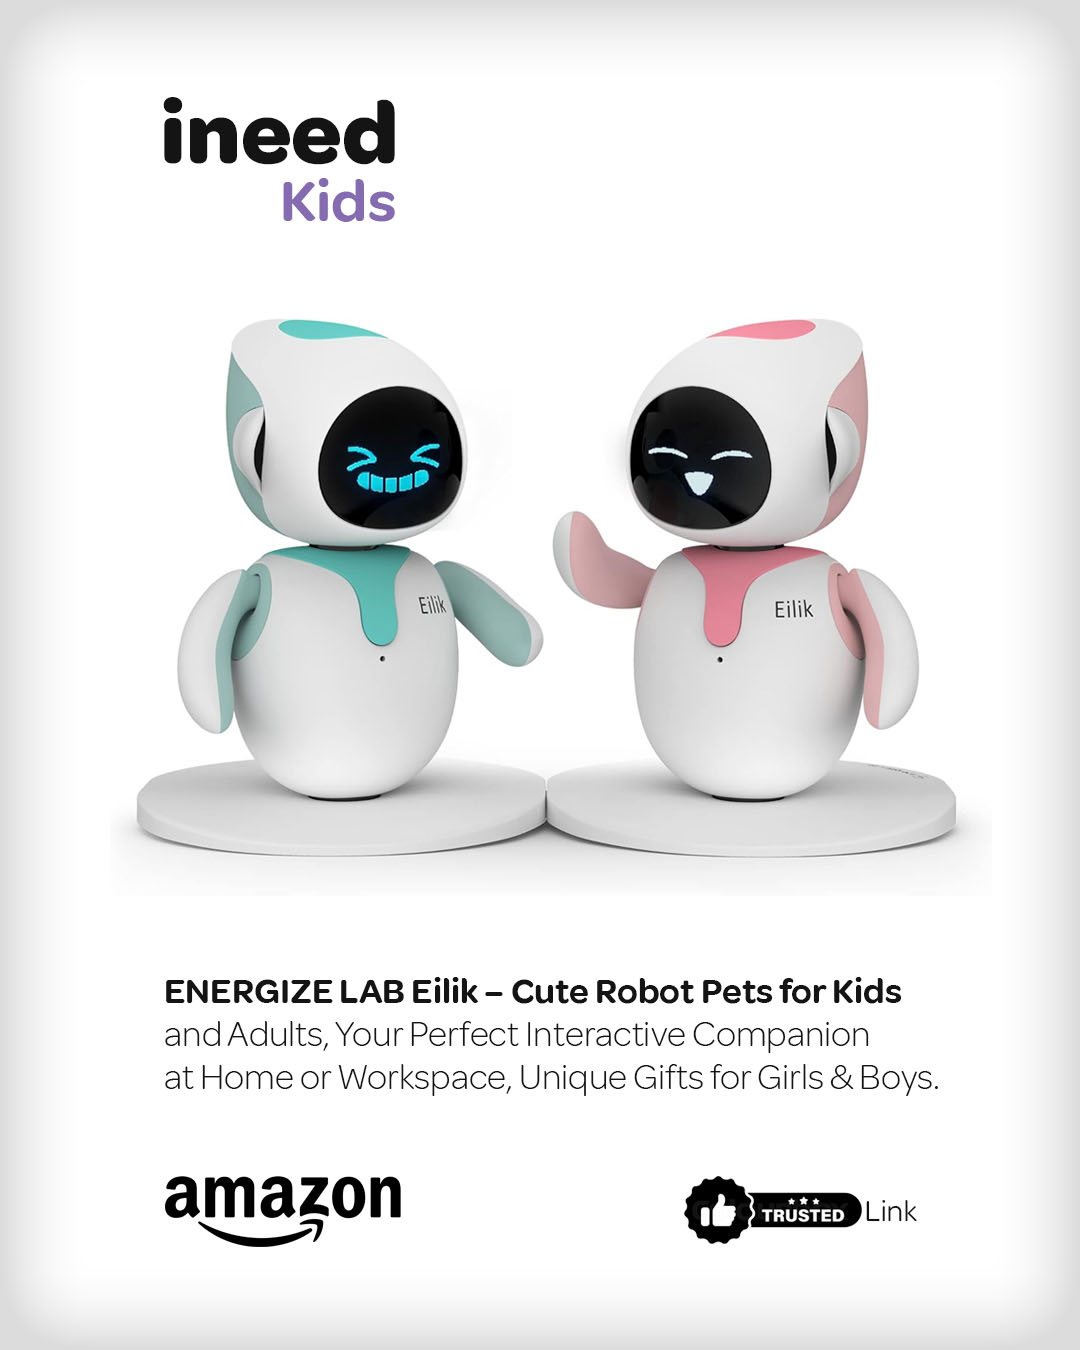 ineed
Kids
Eilik
Eilik
ENERGIZE LAB Eilik – Cute Robot Pets for Kids
and Adults, Your Perfect Interactive Companion
at Home or Workspace, Unique Gifts for Girls & Boys.
amazon
TRUSTED Link